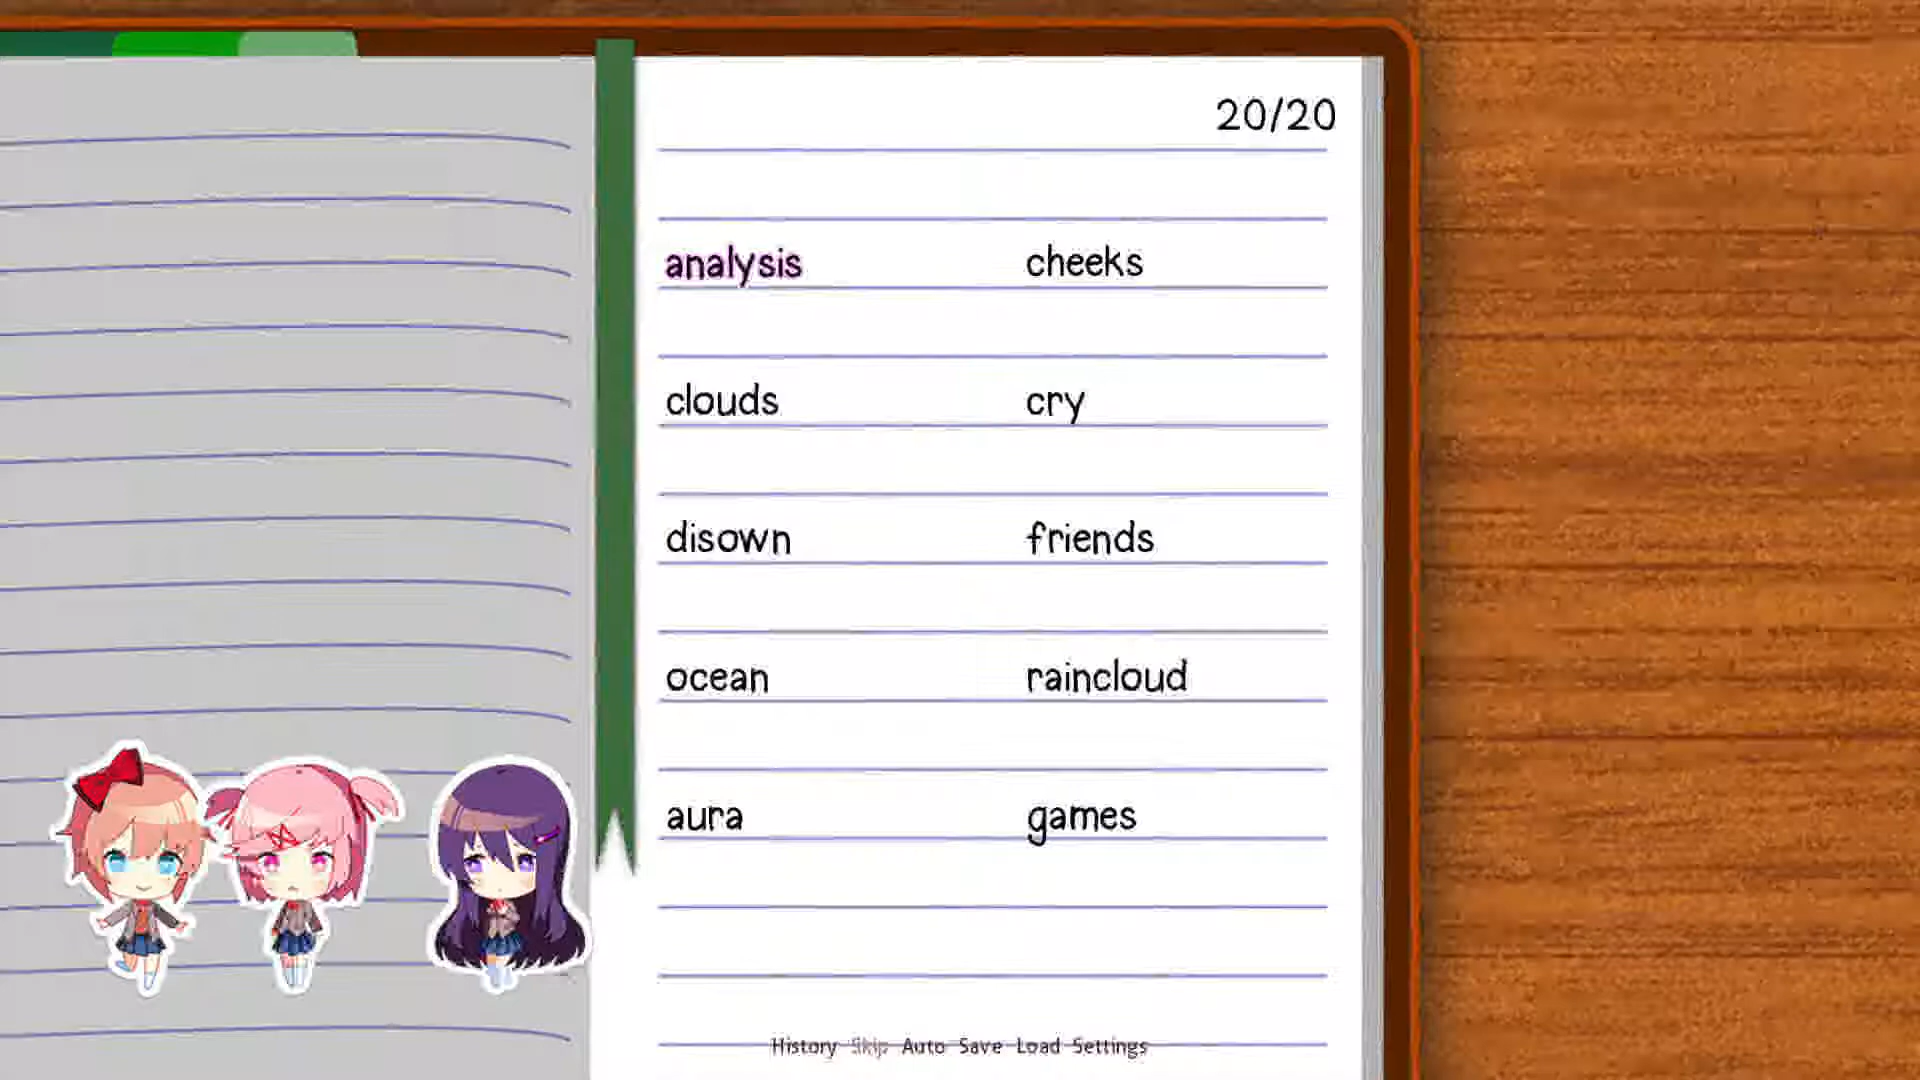 20/20
analysis cheeks
clouds cry
disown friends
ocean raincloud
aura games
History Skip Auto Save Load Settings